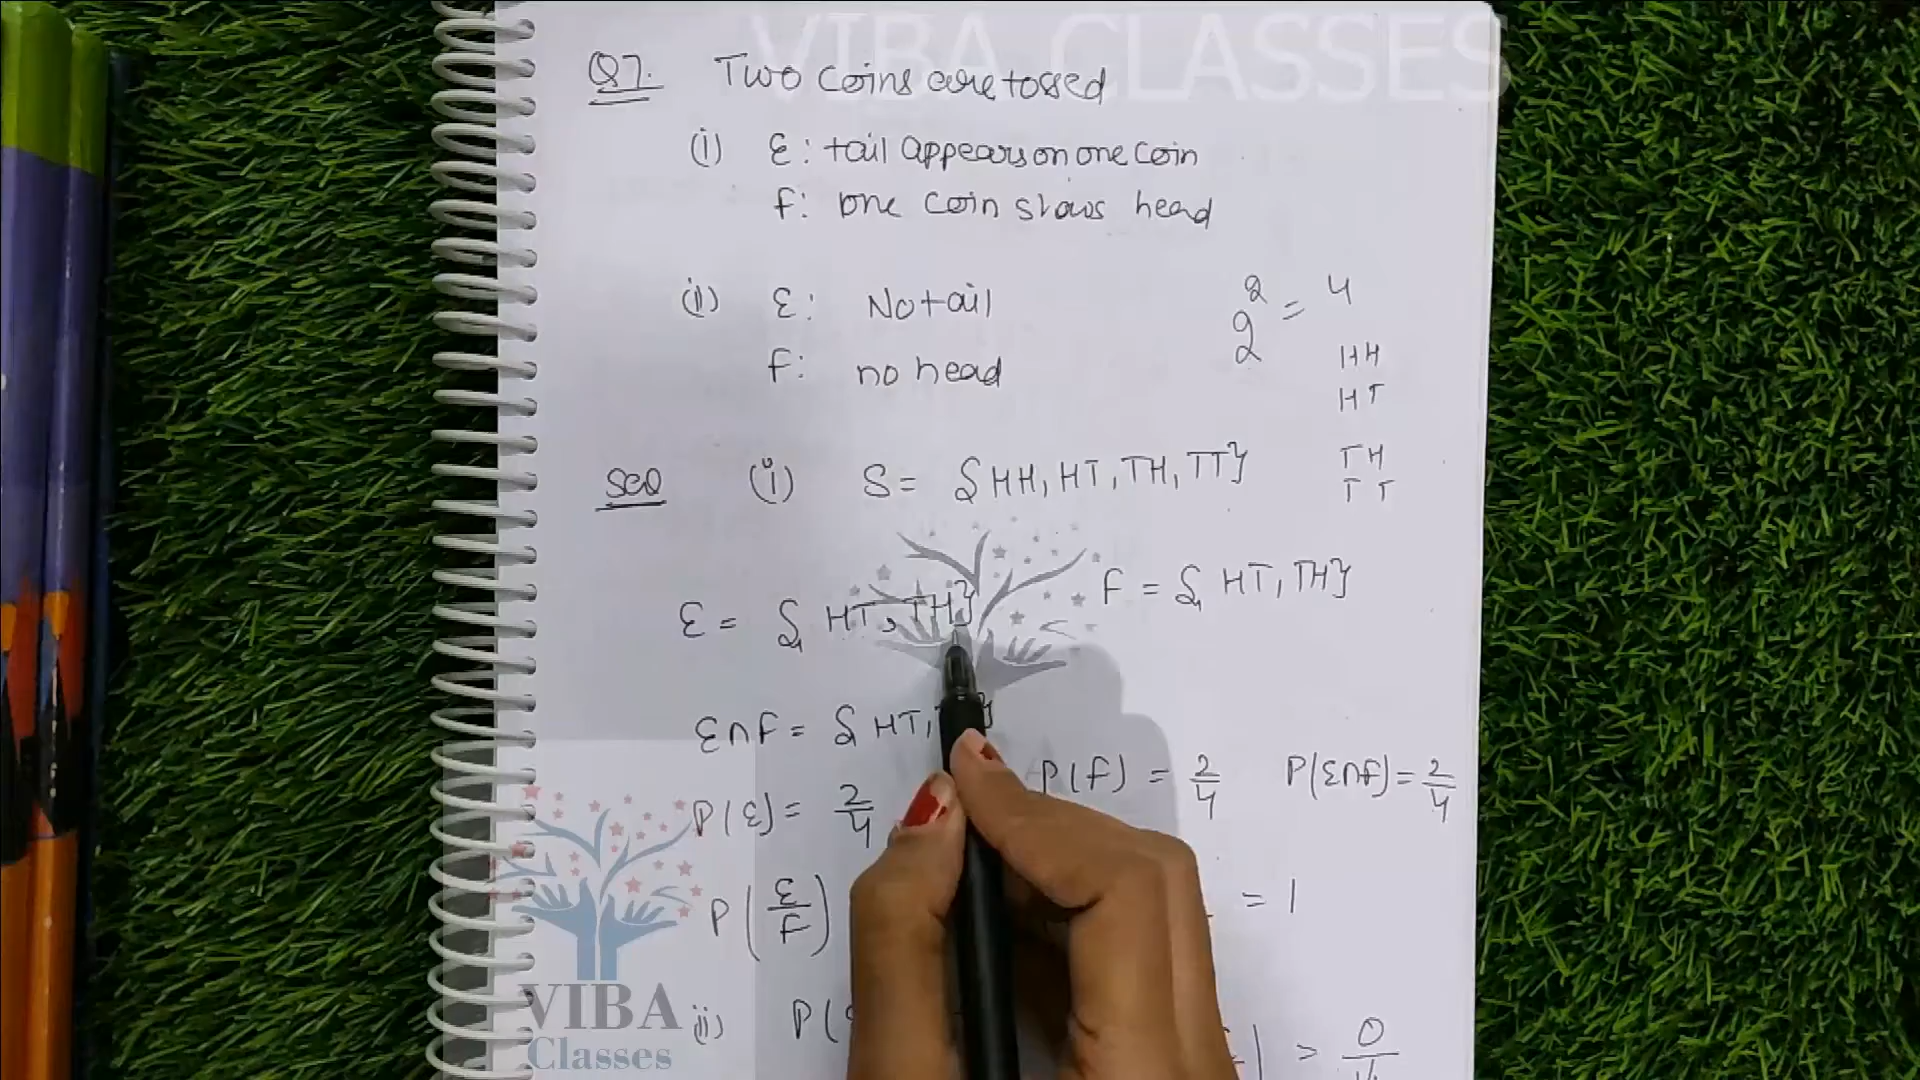 VIBA CLASSES
Q7. Two Coins are tossed
(i) E: tail appears on one Coin
F: one coin shows head
(ii) E: No tail
F: no head
2² = 4
HH
HT
TH
TT
Sol (i) S = {HH, HT, TH, TT}
E = { HT, TH}
F = { HT, TH}
E∩F = { HT,
P(E) = 2/4
P(F) = 2/4
P(E∩F) = 2/4
P(E/F)
= 1
ii) P(
0
VIBA
Classes